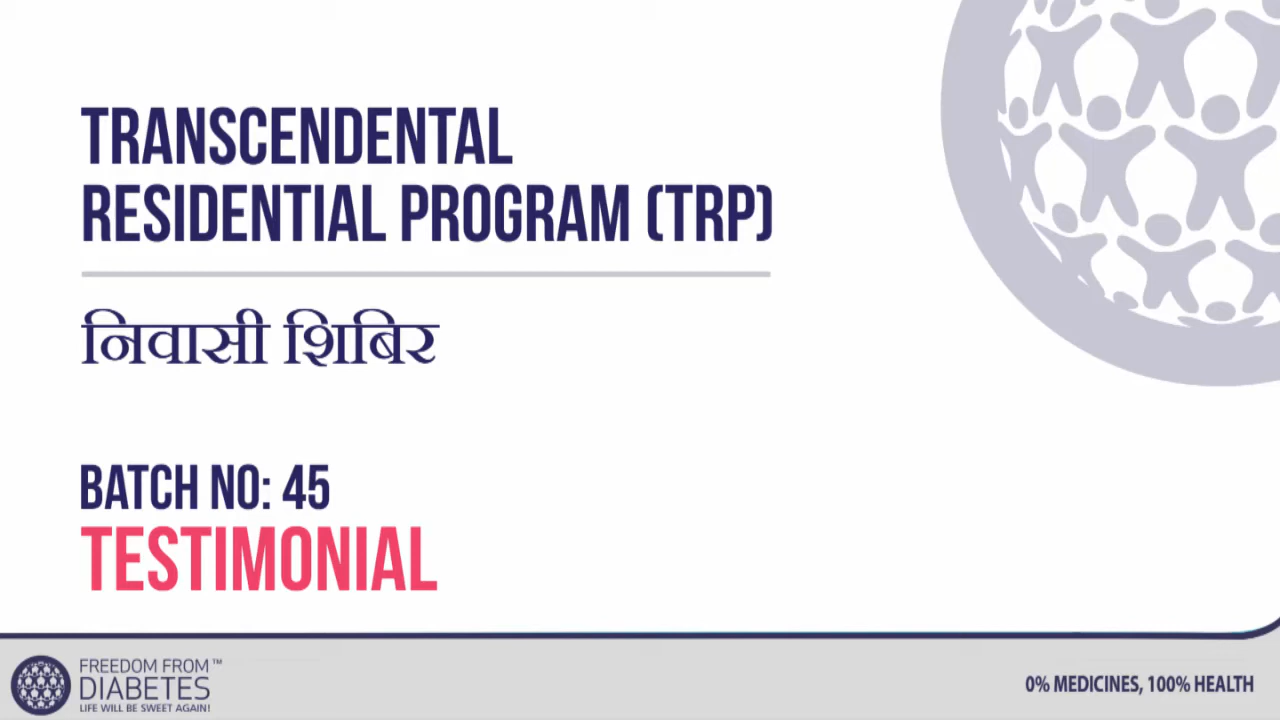 TRANSCENDENTAL
RESIDENTIAL PROGRAM (TRP)
निवासी शिबिर
BATCH NO: 45
TESTIMONIAL
FREEDOM FROM™
DIABETES
LIFE WILL BE SWEET AGAIN!
0% MEDICINES, 100% HEALTH